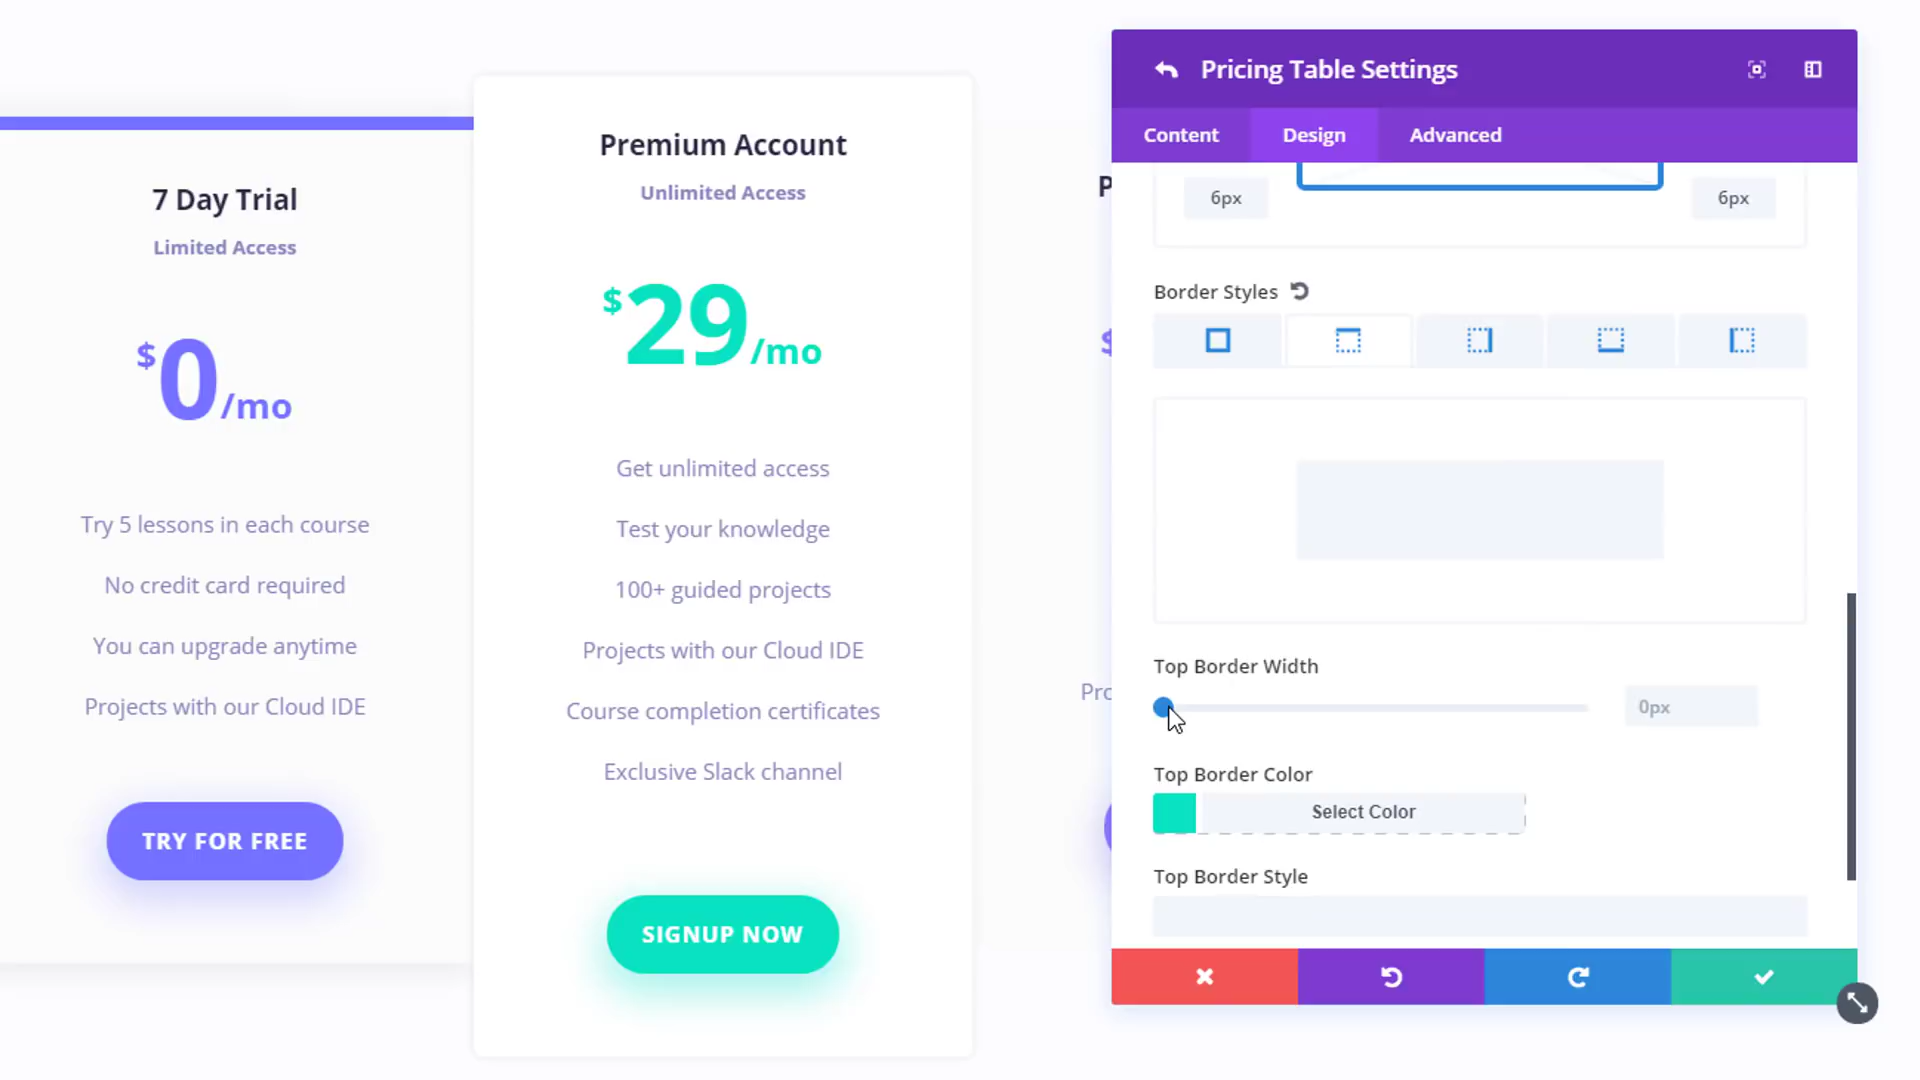 7 Day Trial
Limited Access
$0/mo
Try 5 lessons in each course
No credit card required
You can upgrade anytime
Projects with our Cloud IDE
TRY FOR FREE
Premium Account
Unlimited Access
$29/mo
Get unlimited access
Test your knowledge
100+ guided projects
Projects with our Cloud IDE
Course completion certificates
Exclusive Slack channel
SIGNUP NOW
P
$
Pro
Pricing Table Settings
Content Design Advanced
6px 6px
Border Styles
Top Border Width
0px
Top Border Color
Select Color
Top Border Style